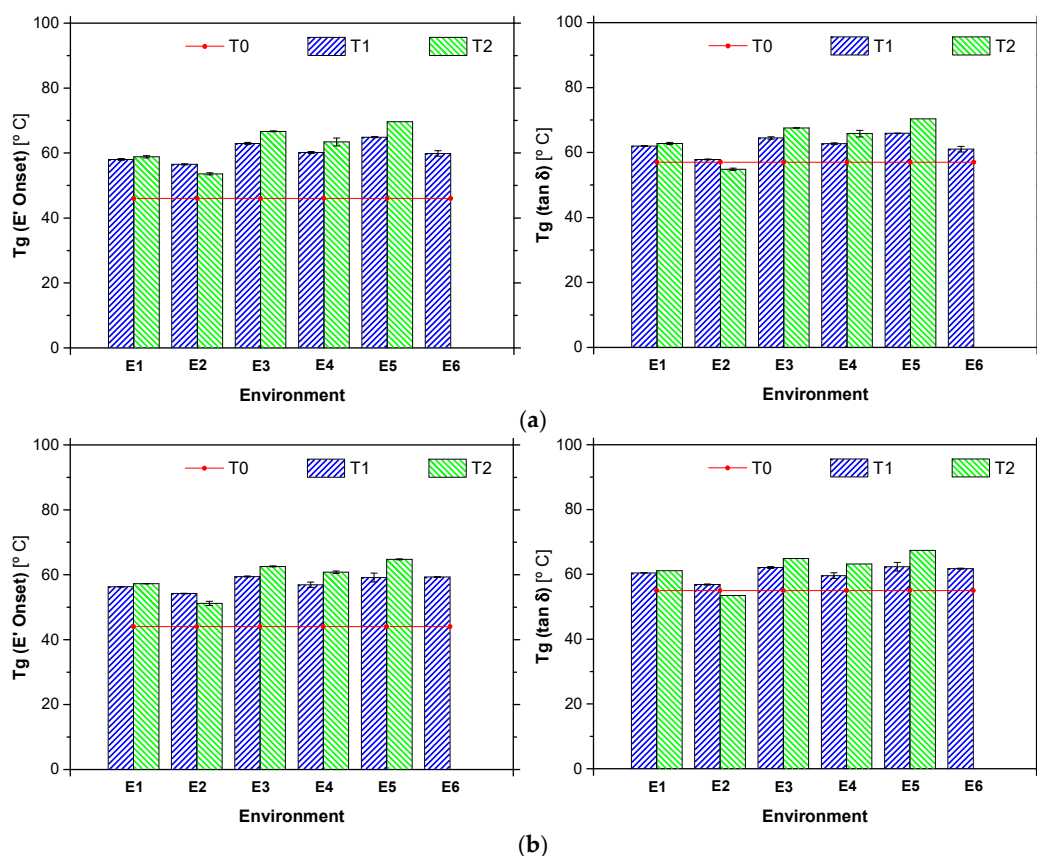 100
80
60
40
20
0
Tg (E' Onset) [º C]
T0 T1 T2
E1 E2 E3 E4 E5 E6
Environment
100
80
60
40
20
0
Tg (tan δ) [º C]
T0 T1 T2
E1 E2 E3 E4 E5 E6
Environment
(a)
100
80
60
40
20
0
Tg (E' Onset) [º C]
T0 T1 T2
E1 E2 E3 E4 E5 E6
Environment
100
80
60
40
20
0
Tg (tan δ) [º C]
T0 T1 T2
E1 E2 E3 E4 E5 E6
Environment
(b)